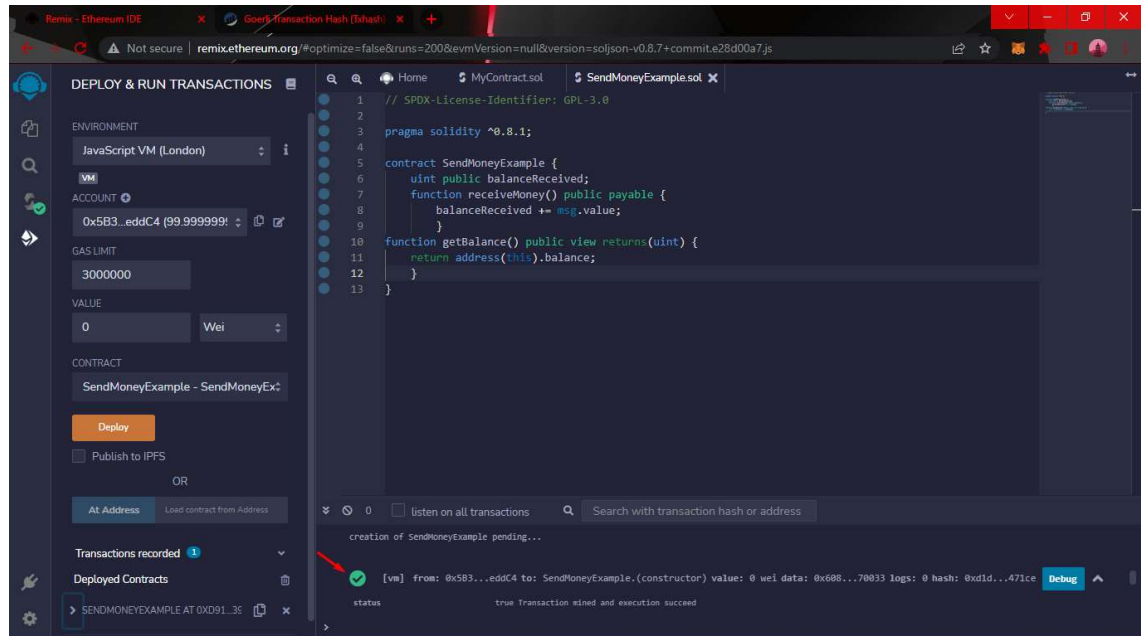 Remix - Ethereum IDE
Goerli Transaction Hash (Txhash)
Not secure | remix.ethereum.org/#optimize=false&runs=200&evmVersion=null&version=soljson-v0.8.7+commit.e28d00a7.js
DEPLOY & RUN TRANSACTIONS
Home
MyContract.sol
SendMoneyExample.sol
ENVIRONMENT
JavaScript VM (London)
VM
ACCOUNT
0x5B3...eddC4 (99.9999999
GAS LIMIT
3000000
VALUE
0
Wei
CONTRACT
SendMoneyExample - SendMoneyEx
Deploy
Publish to IPFS
OR
At Address
Load contract from Address
Transactions recorded 1
Deployed Contracts
SENDMONEYEXAMPLE AT 0XD91...39
1 // SPDX-License-Identifier: GPL-3.0
2
3 pragma solidity ^0.8.1;
4
5 contract SendMoneyExample {
6 uint public balanceReceived;
7 function receiveMoney() public payable {
8 balanceReceived += msg.value;
9 }
10 function getBalance() public view returns(uint) {
11 return address(this).balance;
12 }
13 }
0
listen on all transactions
Search with transaction hash or address
creation of SendMoneyExample pending...
[vm] from: 0x5B3...eddC4 to: SendMoneyExample.(constructor) value: 0 wei data: 0x608...70033 logs: 0 hash: 0xd1d...471ce
Debug
status true Transaction mined and execution succeed
>